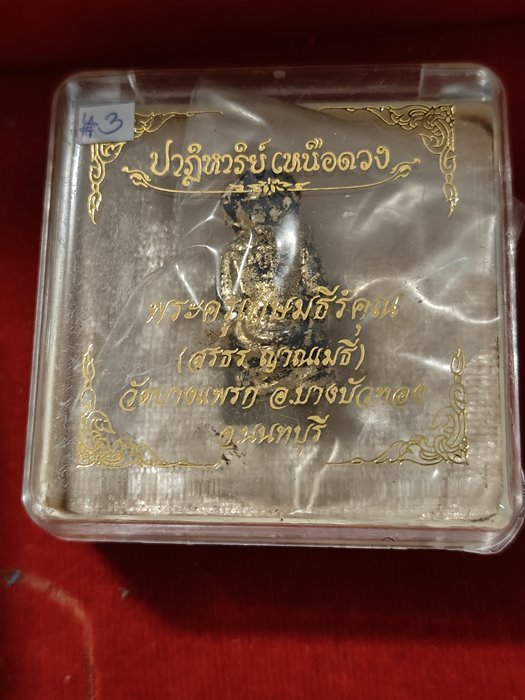 #3
ปาฏิหาริย์ เหนือดวง
พระครูเกษมธีรคุณ
(สุรธร ญาณเมธี)
วัดบางแพรก อ.บางบัวทอง
จ.นนทบุรี